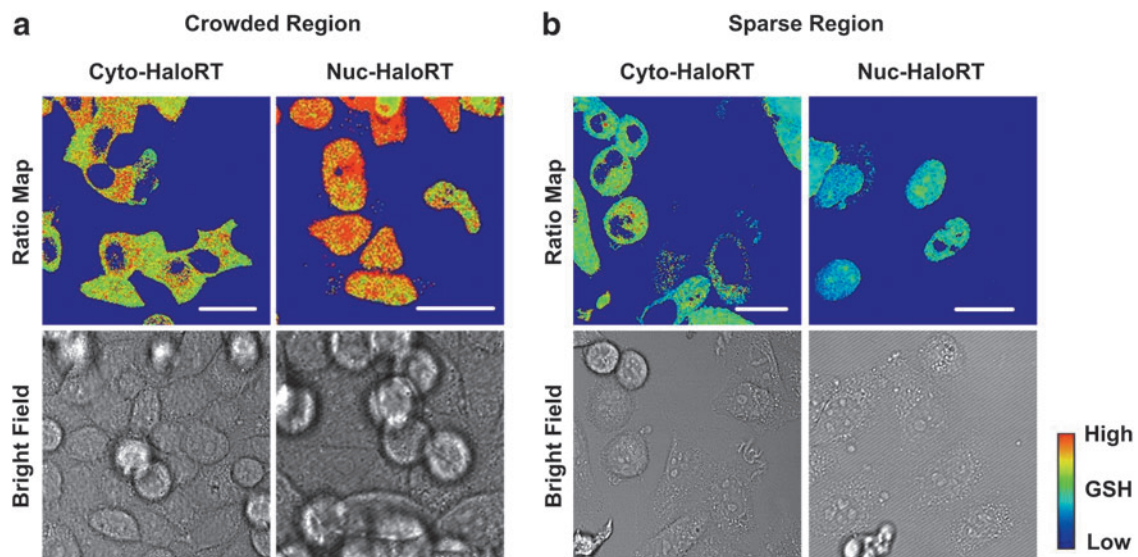 a
Crowded Region
b
Sparse Region
Cyto-HaloRT
Nuc-HaloRT
Cyto-HaloRT
Nuc-HaloRT
Ratio Map
Ratio Map
Bright Field
Bright Field
High
GSH
Low